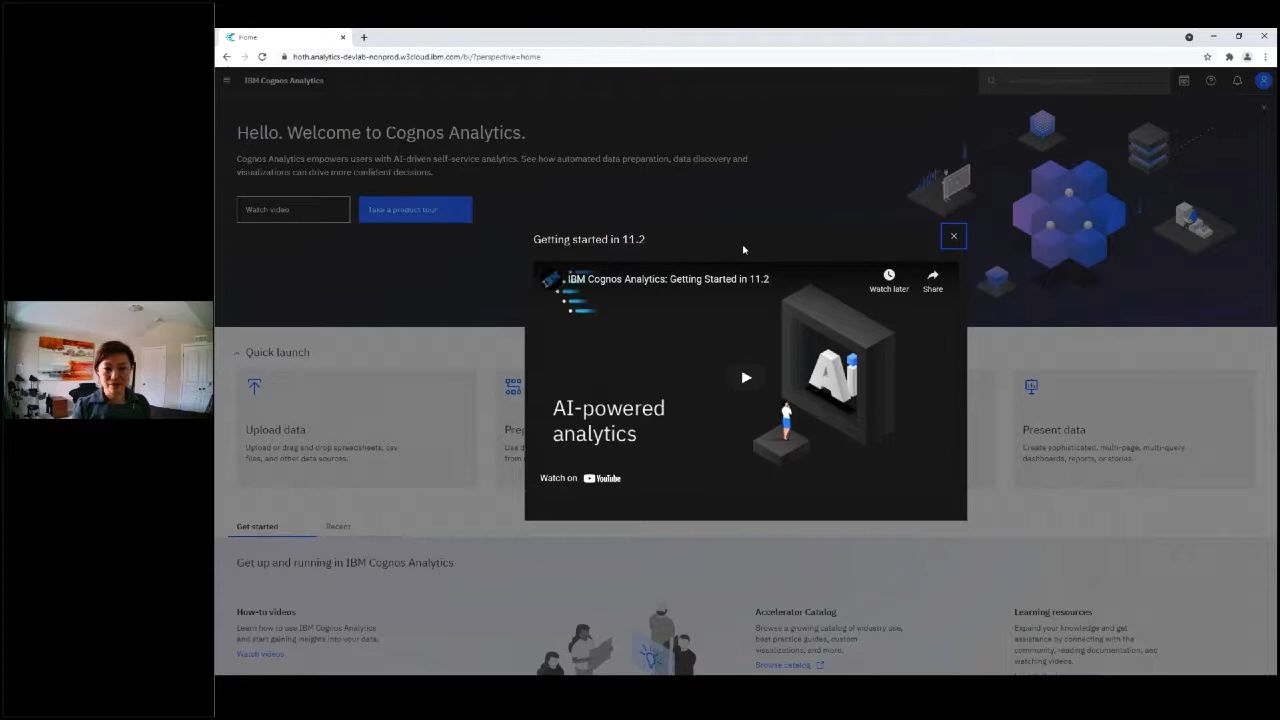 Home
hoth.analytics-devlab-nonprod.w3cloud.ibm.com/bi/?perspective=home
IBM Cognos Analytics
Hello. Welcome to Cognos Analytics.
Cognos Analytics empowers users with AI-driven self-service analytics. See how automated data preparation, data discovery and
visualizations can drive more confident decisions.
Watch video
Take a product tour
Getting started in 11.2
IBM Cognos Analytics: Getting Started in 11.2
Watch later
Share
AI
AI-powered
analytics
Watch on YouTube
Quick launch
Upload data
Upload or drag and drop spreadsheets, csv
files, and other data sources.
Present data
Create sophisticated, multi-page, multi-query
dashboards, reports, or stories.
Get started
Recent
Get up and running in IBM Cognos Analytics
How-to videos
Learn how to use IBM Cognos Analytics
and start gaining insights into your data.
Watch videos
Accelerator Catalog
Browse a growing catalog of industry use,
best practice guides, custom
visualizations, and more.
Browse catalog
Learning resources
Expand your knowledge and get
assistance by connecting with the
community, reading documentation, and
watching videos.